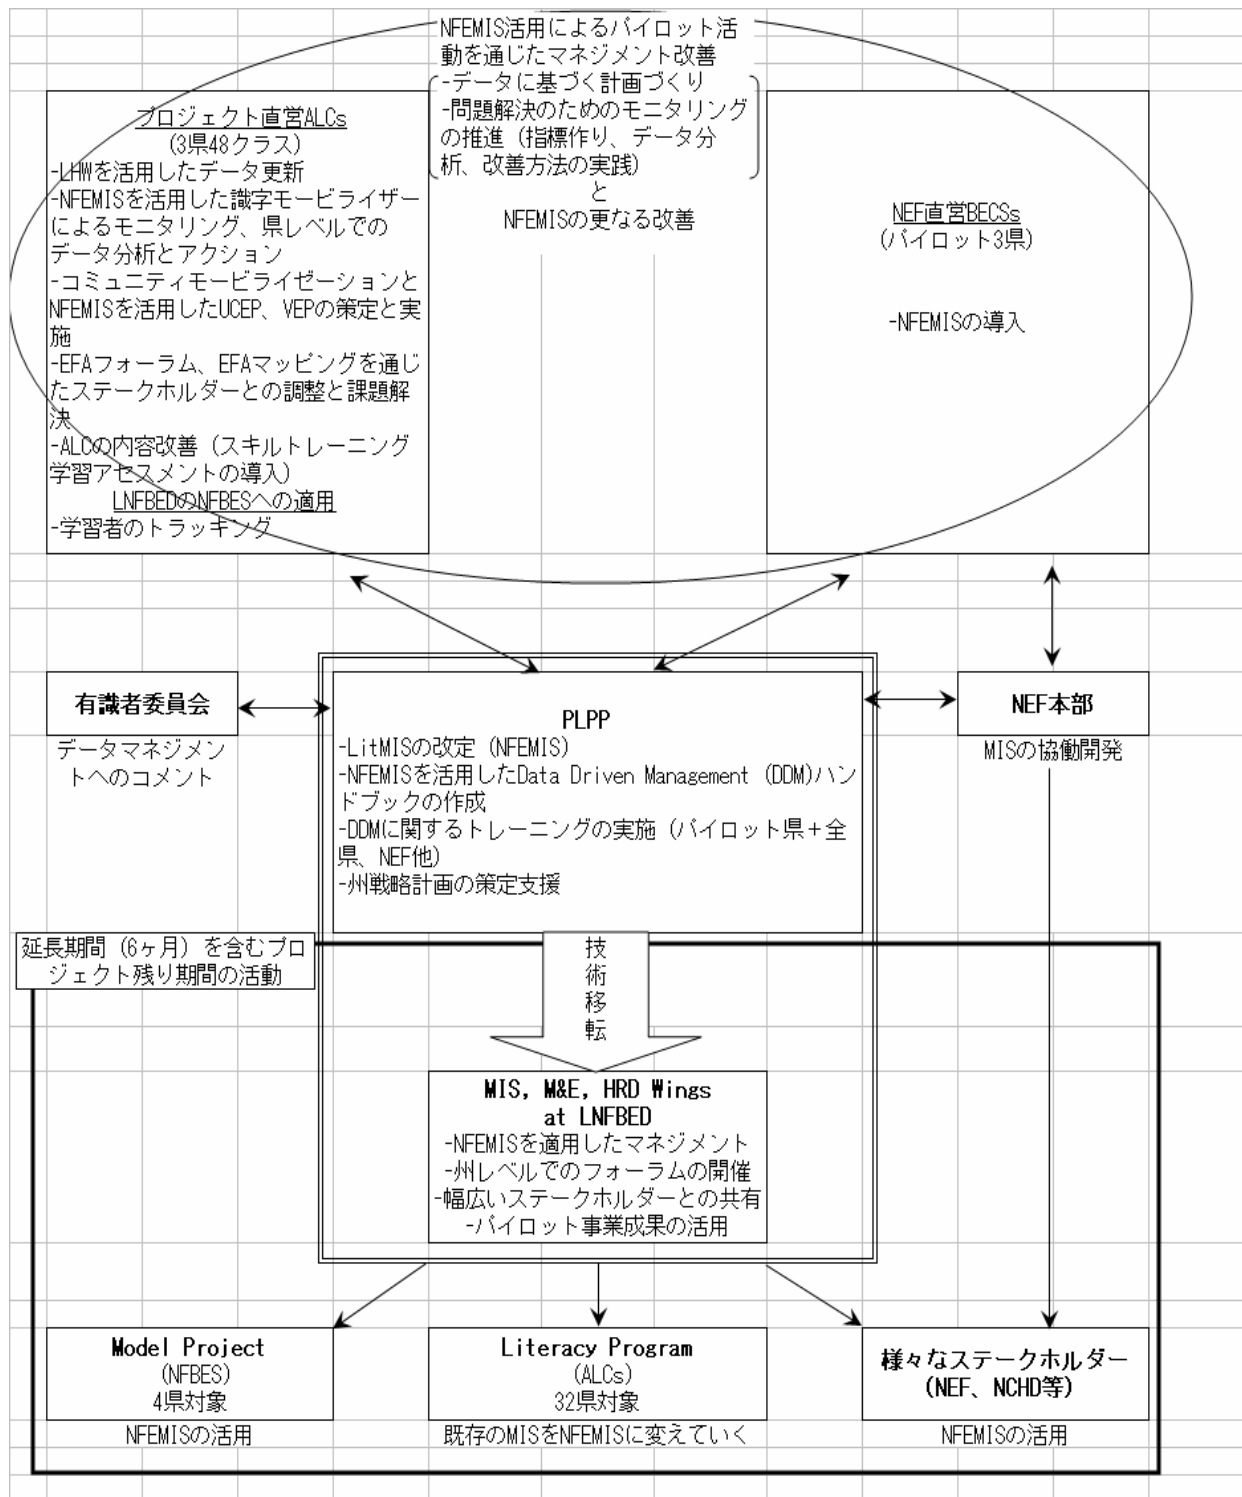 NFEMIS活用によるパイロット活
動を通じたマネジメント改善
-データに基づく計画づくり
-問題解決のためのモニタリング
の推進（指標作り、データ分
析、改善方法の実践）
と
NFEMISの更なる改善
プロジェクト直営ALCs
(3県48クラス)
-LHWを活用したデータ更新
-NFEMISを活用した識字モービライザー
によるモニタリング、県レベルでの
データ分析とアクション
-コミュニティモービライゼーションと
NFEMISを活用したUCEP、VEPの策定と実
施
-EFAフォーラム、EFAマッピングを通じ
たステークホルダーとの調整と課題解
決
-ALCの内容改善（スキルトレーニング
学習アセスメントの導入）
LNFBEDのNFBESへの適用
-学習者のトラッキング
NEF直営BECSs
(パイロット3県)
-NFEMISの導入
有識者委員会
データマネジメン
トへのコメント
PLPP
-LitMISの改定（NFEMIS）
-NFEMISを活用したData Driven Management（DDM)ハン
ドブックの作成
-DDMに関するトレーニングの実施（パイロット県＋全
県、NEF他）
-州戦略計画の策定支援
NEF本部
MISの協働開発
延長期間（6ヶ月）を含むプロ
ジェクト残り期間の活動
技
術
移
転
MIS, M&E, HRD Wings
at LNFBED
-NFEMISを適用したマネジメント
-州レベルでのフォーラムの開催
-幅広いステークホルダーとの共有
-パイロット事業成果の活用
Model Project
(NFBES)
4県対象
NFEMISの活用
Literacy Program
(ALCs)
32県対象
既存のMISをNFEMISに変えていく
様々なステークホルダー
(NEF、NCHD等)
NFEMISの活用